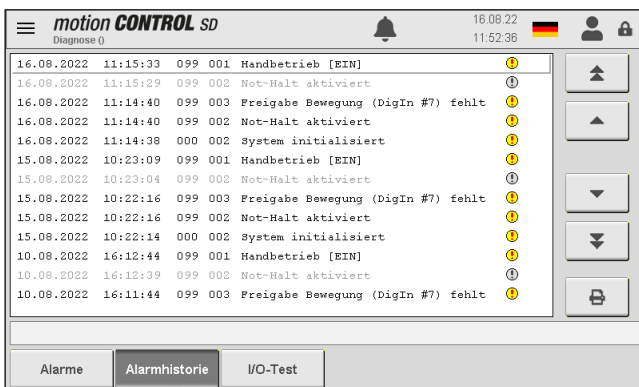 motion CONTROL SD
Diagnose ()
16.08.22
11:52:36
16.08.2022 11:15:33 099 001 Handbetrieb [EIN]
16.08.2022 11:15:29 099 002 Not-Halt aktiviert
16.08.2022 11:14:40 099 003 Freigabe Bewegung (DigIn #7) fehlt
16.08.2022 11:14:40 099 002 Not-Halt aktiviert
16.08.2022 11:14:38 000 002 System initialisiert
15.08.2022 10:23:09 099 001 Handbetrieb [EIN]
15.08.2022 10:23:04 099 002 Not-Halt aktiviert
15.08.2022 10:22:16 099 003 Freigabe Bewegung (DigIn #7) fehlt
15.08.2022 10:22:16 099 002 Not-Halt aktiviert
15.08.2022 10:22:14 000 002 System initialisiert
10.08.2022 16:12:44 099 001 Handbetrieb [EIN]
10.08.2022 16:12:39 099 002 Not-Halt aktiviert
10.08.2022 16:11:44 099 003 Freigabe Bewegung (DigIn #7) fehlt
Alarme Alarmhistorie I/O-Test